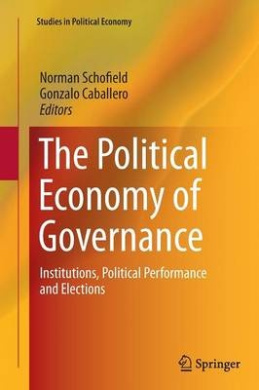 Studies in Political Economy
Norman Schofield
Gonzalo Caballero
Editors
The Political
Economy of
Governance
Institutions, Political Performance
and Elections
Springer